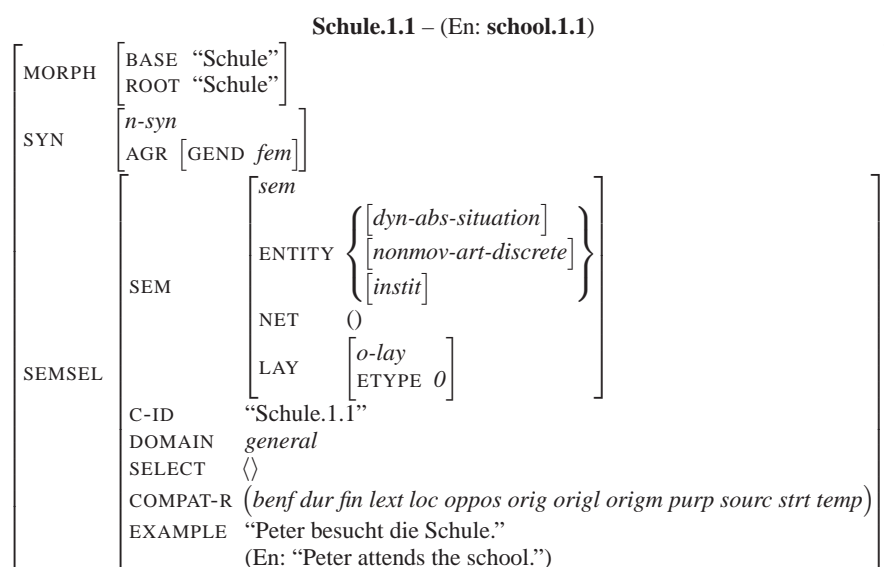 Schule.1.1 – (En: school.1.1)
MORPH BASE “Schule”
ROOT “Schule”
SYN n-syn
AGR [GEND fem]
SEMSEL SEM sem
ENTITY {[dyn-abs-situation]
[nonmov-art-discrete]
[instit]}
NET ()
LAY o-lay
ETYPE 0
C-ID “Schule.1.1”
DOMAIN general
SELECT ⟨⟩
COMPAT-R (benf dur fin lext loc oppos orig origl origm purp sourc strt temp)
EXAMPLE “Peter besucht die Schule.”
(En: “Peter attends the school.”)